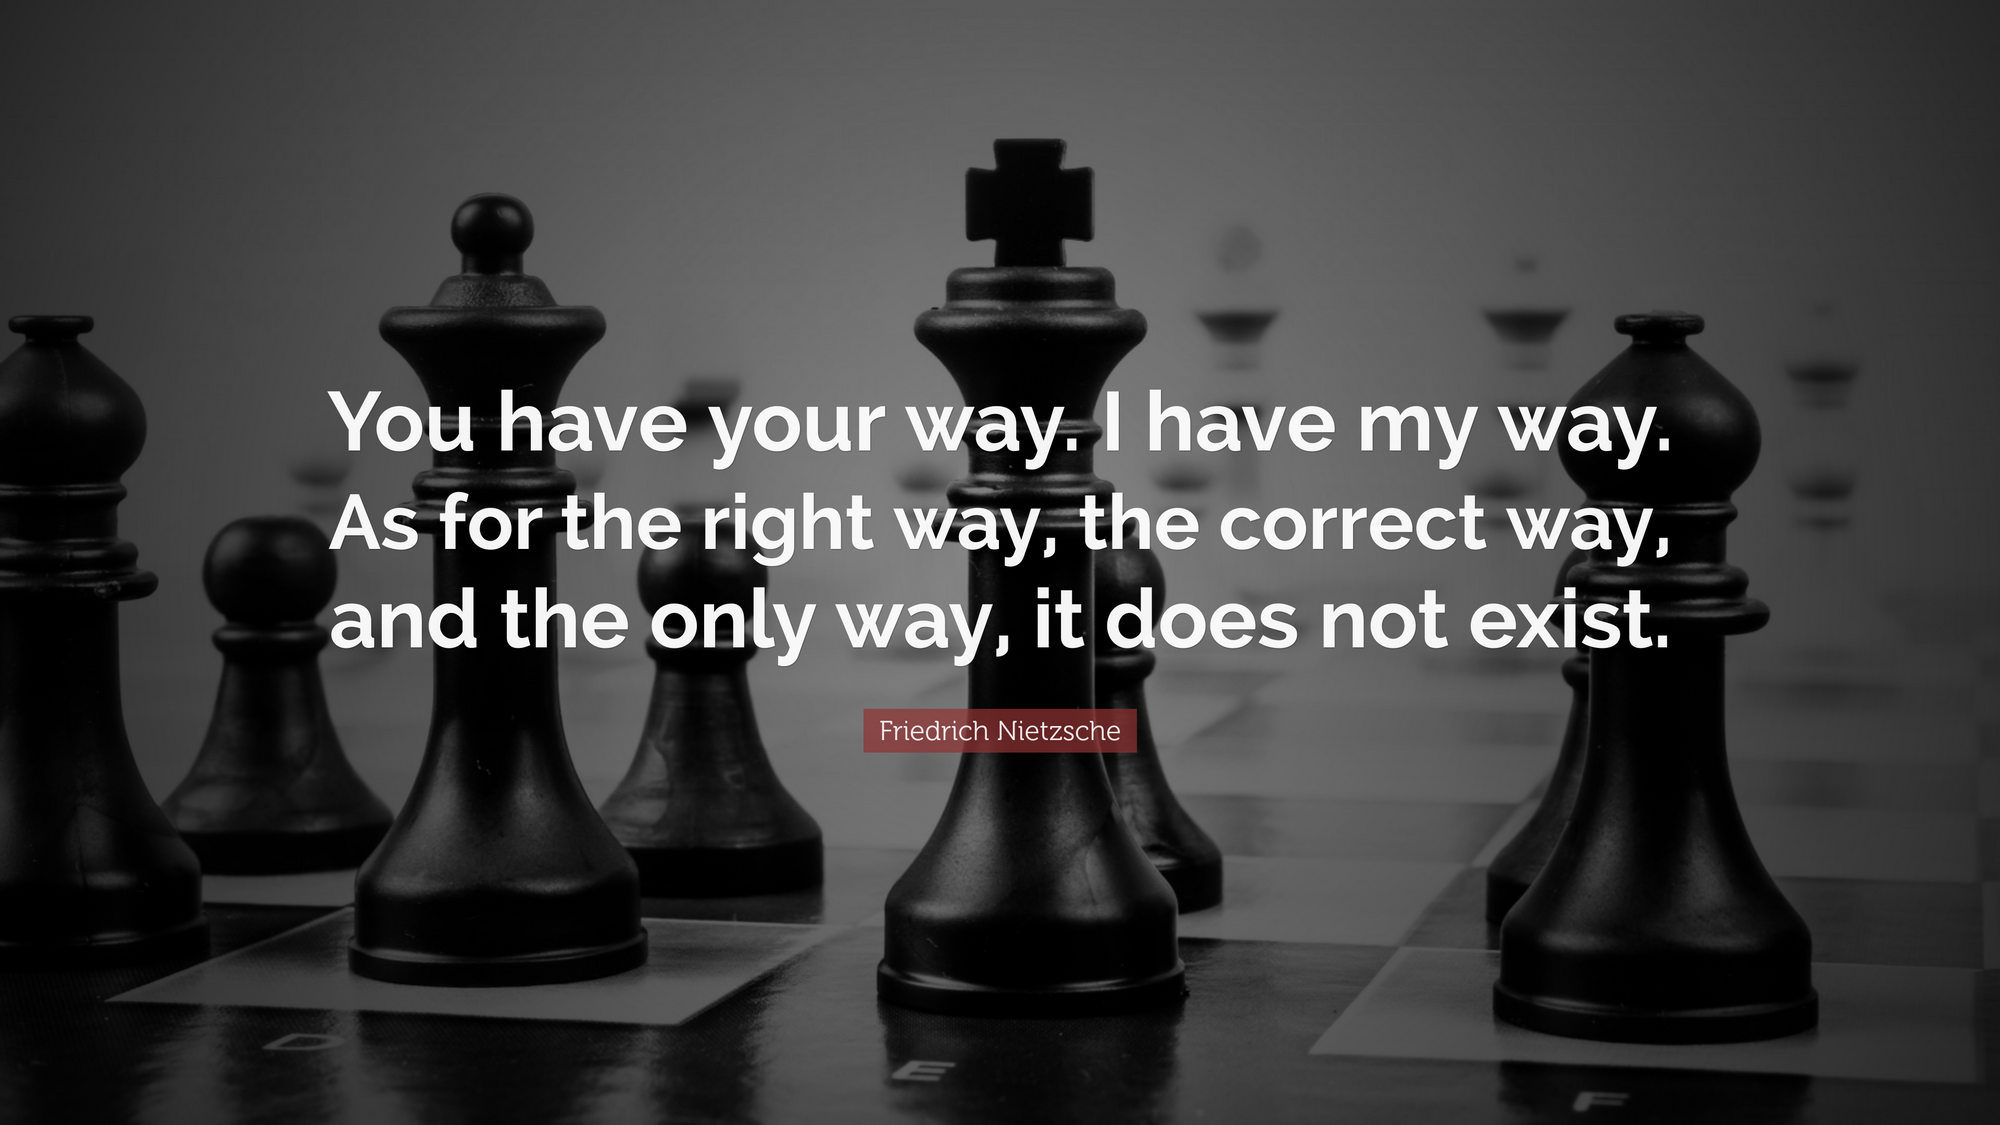 You have your way. I have my way.
As for the right way, the correct way,
and the only way, it does not exist.
Friedrich Nietzsche
D
E
F